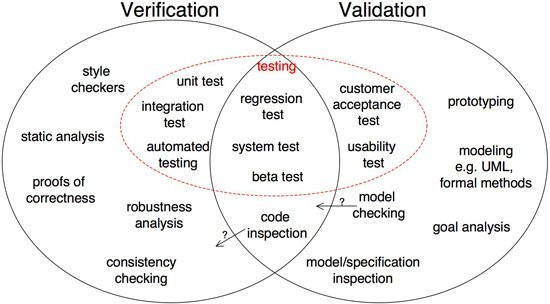 Verification
Validation
testing
style
checkers
unit test
regression
test
customer
acceptance
test
prototyping
integration
test
static analysis
automated
testing
system test
usability
test
modeling
e.g. UML,
formal methods
beta test
proofs of
correctness
robustness
analysis
code
inspection
?
?
model
checking
goal analysis
consistency
checking
model/specification
inspection